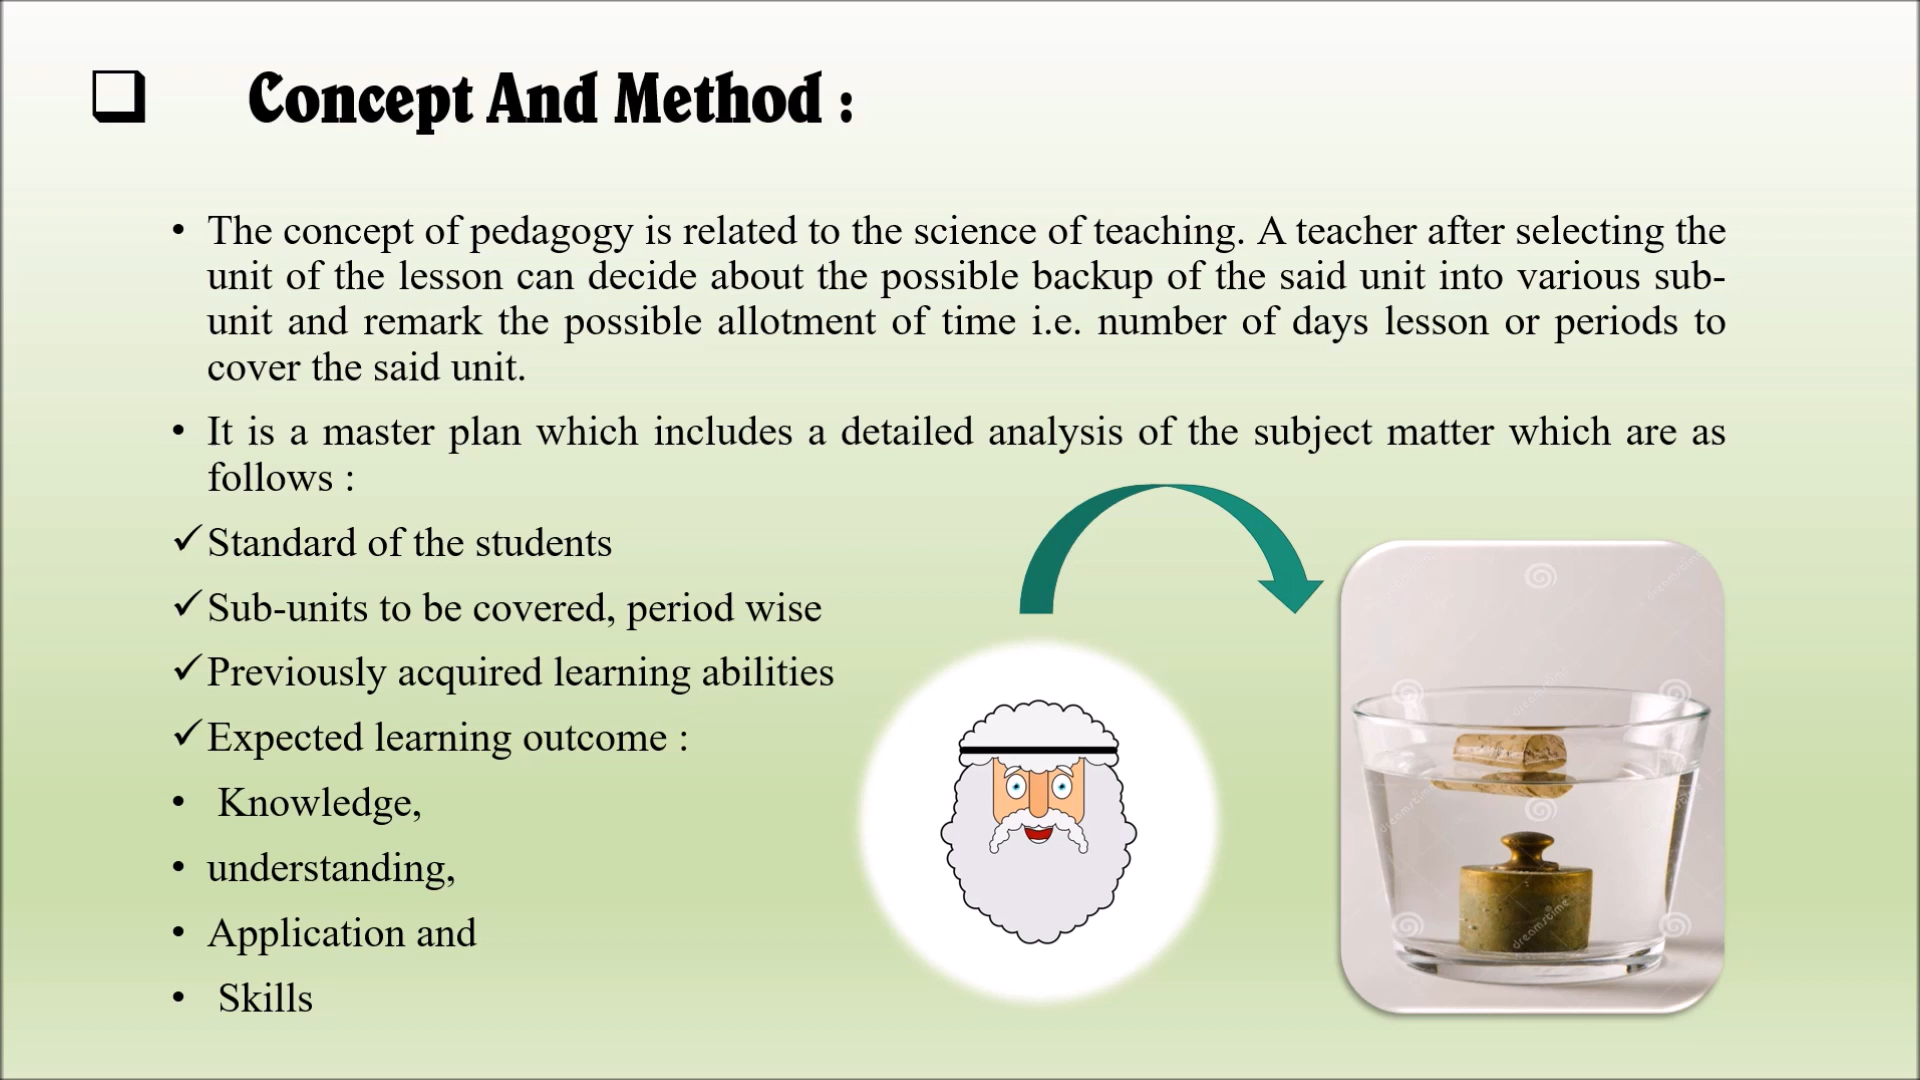 Concept And Method :
The concept of pedagogy is related to the science of teaching. A teacher after selecting the
unit of the lesson can decide about the possible backup of the said unit into various sub-
unit and remark the possible allotment of time i.e. number of days lesson or periods to
cover the said unit.
It is a master plan which includes a detailed analysis of the subject matter which are as
follows :
Standard of the students
Sub-units to be covered, period wise
Previously acquired learning abilities
Expected learning outcome :
Knowledge,
understanding,
Application and
Skills
dreamstime